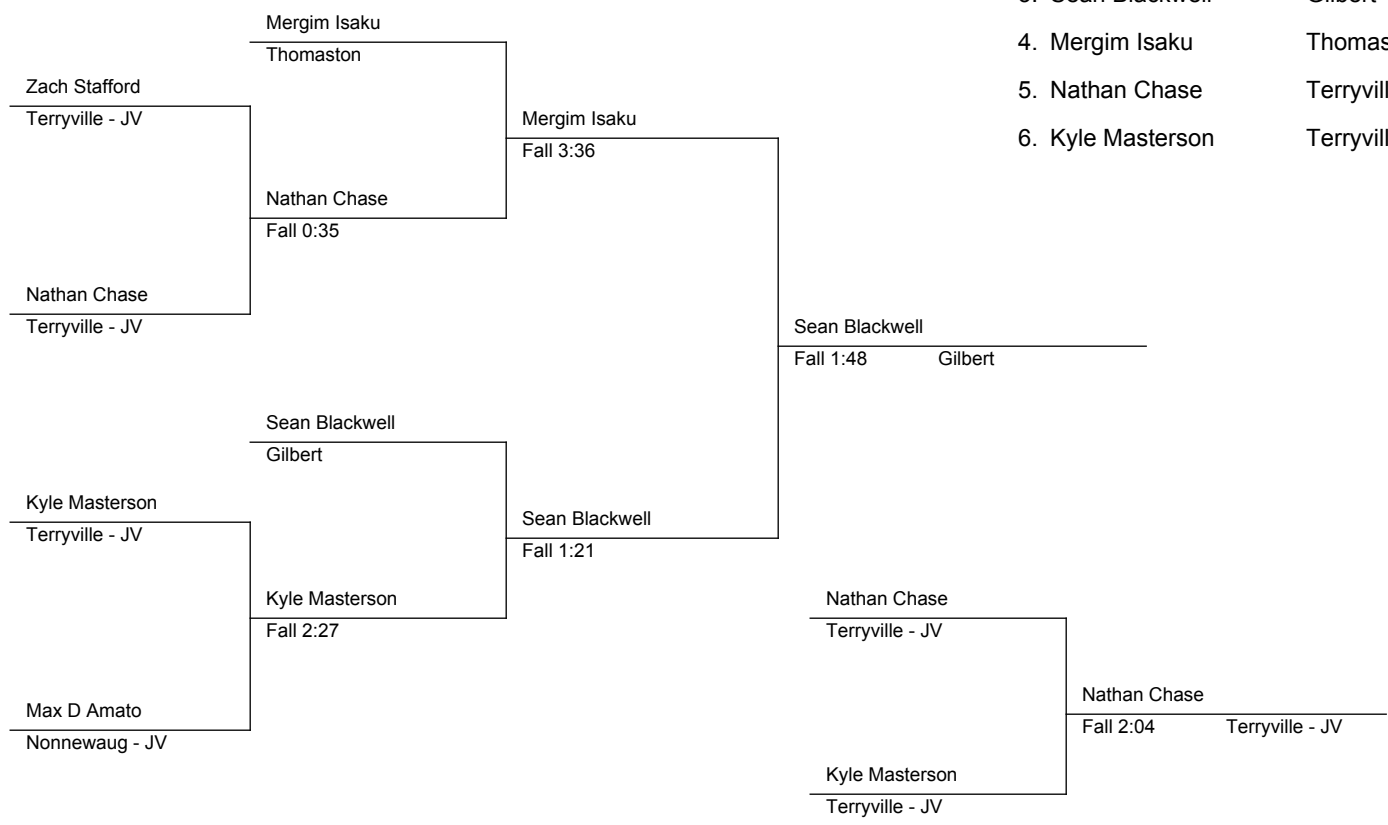 Mergim Isaku
Thomaston
4. Mergim Isaku
5. Nathan Chase
6. Kyle Masterson
Zach Stafford
Terryville - JV
Mergim Isaku
Fall 3:36
Nathan Chase
Fall 0:35
Nathan Chase
Terryville - JV
Sean Blackwell
Fall 1:48 Gilbert
Sean Blackwell
Gilbert
Kyle Masterson
Terryville - JV
Sean Blackwell
Fall 1:21
Kyle Masterson
Fall 2:27
Nathan Chase
Terryville - JV
Max D Amato
Nonnewaug - JV
Nathan Chase
Fall 2:04 Terryville - JV
Kyle Masterson
Terryville - JV